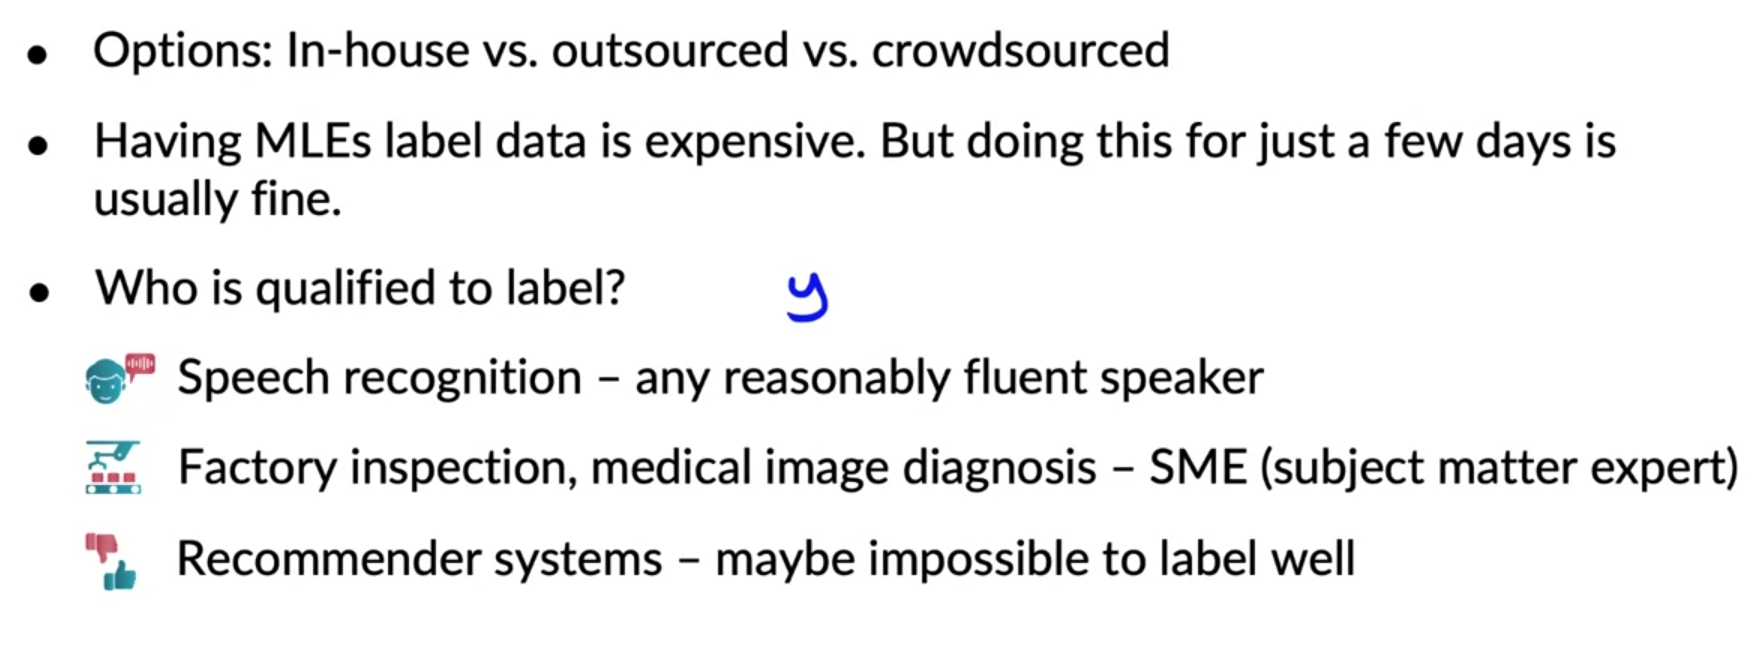 • Options: In-house vs. outsourced vs. crowdsourced
• Having MLEs label data is expensive. But doing this for just a few days is
usually fine.
• Who is qualified to label? y
Speech recognition – any reasonably fluent speaker
Factory inspection, medical image diagnosis – SME (subject matter expert)
Recommender systems – maybe impossible to label well